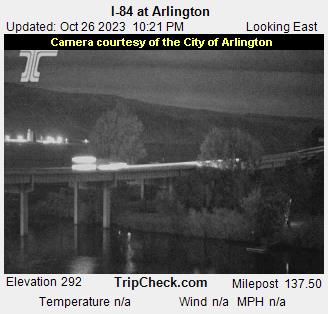 I-84 at Arlington
Updated: Oct 26 2023 10:21 PM Looking East
Camera courtesy of the City of Arlington
Elevation 292 TripCheck.com Milepost 137.50
Temperature n/a Wind n/a MPH n/a